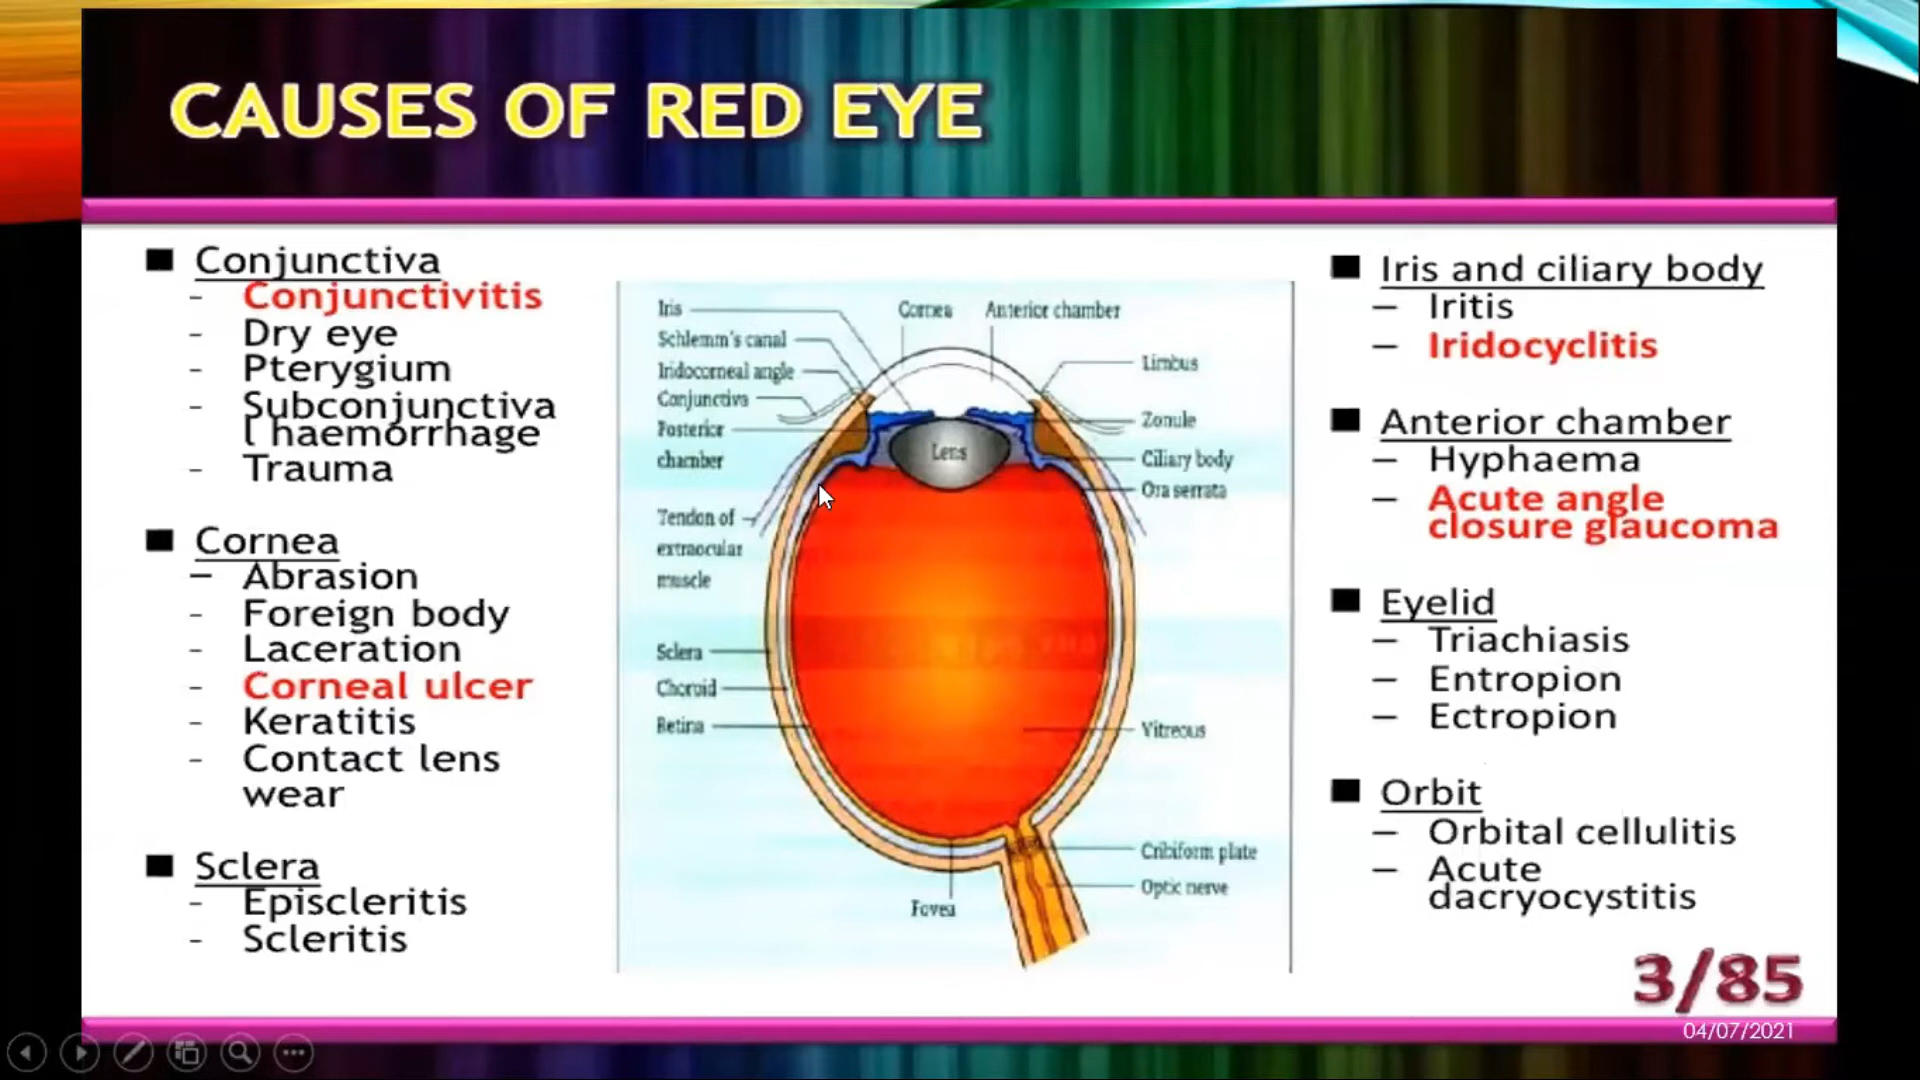 CAUSES OF RED EYE
Conjunctiva
- Conjunctivitis
- Dry eye
- Pterygium
- Subconjunctiva
l haemorrhage
- Trauma
Cornea
– Abrasion
- Foreign body
- Laceration
- Corneal ulcer
- Keratitis
- Contact lens
wear
Sclera
- Episcleritis
- Scleritis
Iris
Schlemm's canal
Iridocorneal angle
Conjunctiva
Posterior
chamber
Tendon of
extraocular
muscle
Sclera
Choroid
Retina
Cornea
Anterior chamber
Lens
Fovea
Limbus
Zonule
Ciliary body
Ora serrata
Vitreous
Cribiform plate
Optic nerve
Iris and ciliary body
– Iritis
– Iridocyclitis
Anterior chamber
– Hyphaema
– Acute angle
closure glaucoma
Eyelid
– Triachiasis
– Entropion
– Ectropion
Orbit
– Orbital cellulitis
– Acute
dacryocystitis
3/85
04/07/2021